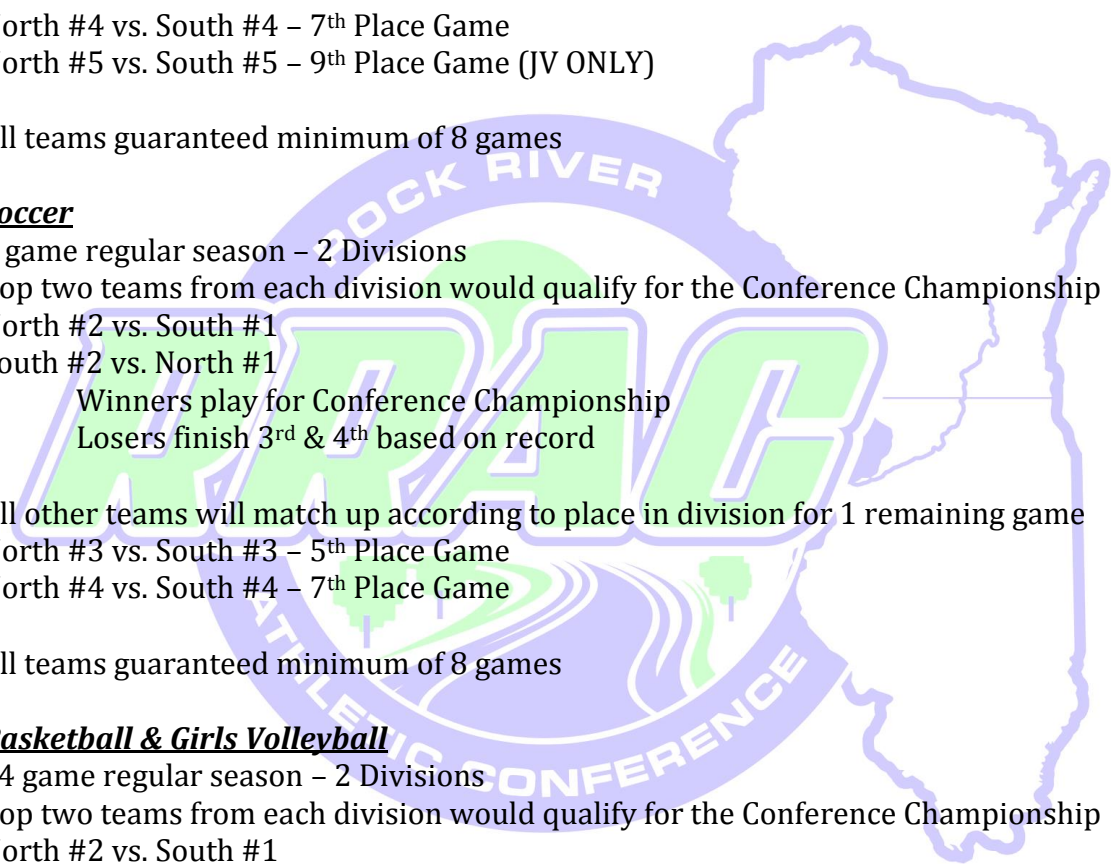 orth #4 vs. South #4 – 7th Place Game
orth #5 vs. South #5 – 9th Place Game (JV ONLY)
ll teams guaranteed minimum of 8 games
ROCK RIVER
occer
game regular season – 2 Divisions
op two teams from each division would qualify for the Conference Championship
orth #2 vs. South #1
outh #2 vs. North #1
Winners play for Conference Championship
Losers finish 3rd & 4th based on record
RRAC
ll other teams will match up according to place in division for 1 remaining game
orth #3 vs. South #3 – 5th Place Game
orth #4 vs. South #4 – 7th Place Game
ll teams guaranteed minimum of 8 games
ATHLETIC CONFERENCE
asketball & Girls Volleyball
4 game regular season – 2 Divisions
op two teams from each division would qualify for the Conference Championship
orth #2 vs. South #1